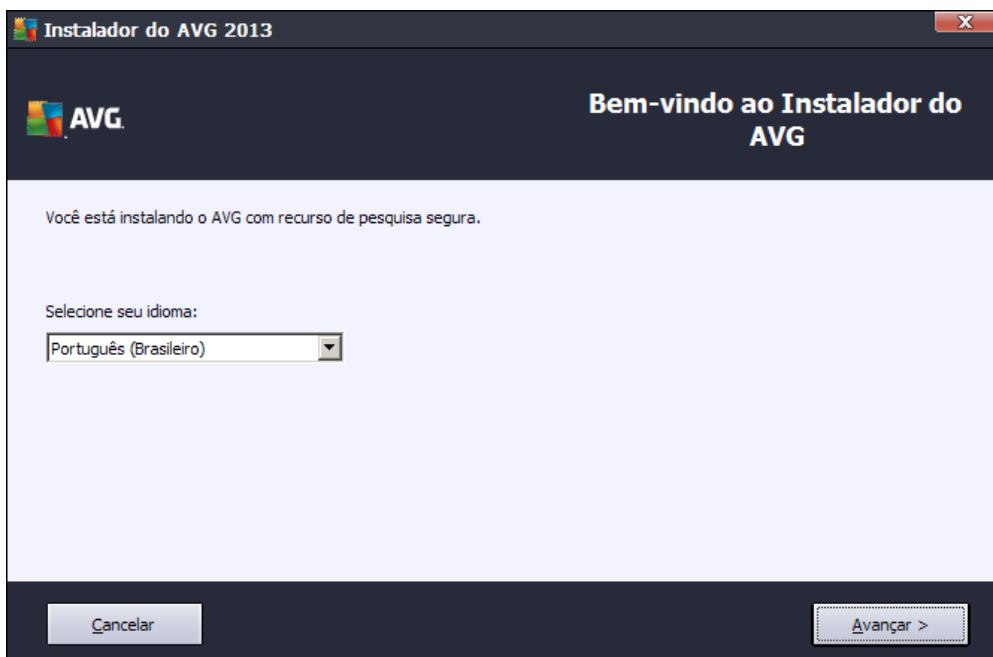 Instalador do AVG 2013
X
AVG.
Bem-vindo ao Instalador do
AVG
Você está instalando o AVG com recurso de pesquisa segura.
Selecione seu idioma:
Português (Brasileiro)
Cancelar
Avançar >